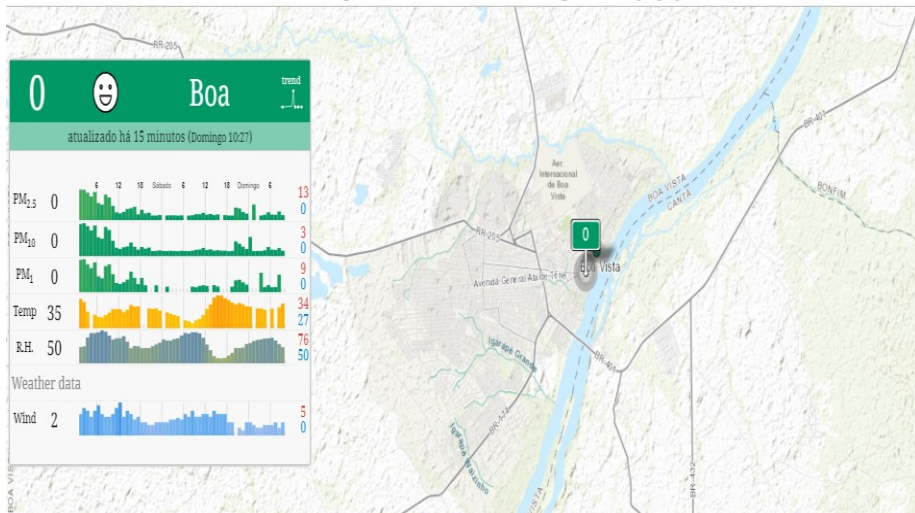 0 Boa trend
atualizado há 15 minutos (Domingo 10:27)
6 12 18 Sábado 6 12 18 Domingo 6
PM2.5 0 13 0
PM10 0 3 0
PM1 0 9 0
Temp 35 34 27
R.H. 50 76 50
Weather data
Wind 2 5 0
RR-205
BR-401
BONFIM
Aer.
Internacional
de Boa
Vista
BOA VISTA
CANTÁ
RR-205
0
Boa Vista
Avenida General Ataíde Teive
Igarapé Grande
BR-401
BR-174
BR-432
BOA VIS
VISTA